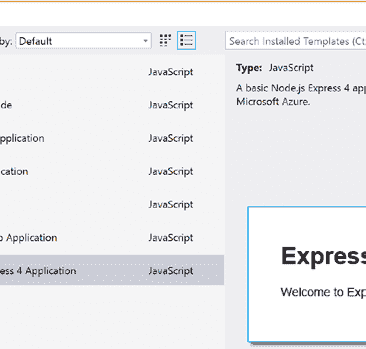 by: Default
Search Installed Templates (Ct
JavaScript
Type: JavaScript
A basic Node.js Express 4 app
Microsoft Azure.
de JavaScript
pplication JavaScript
cation JavaScript
JavaScript
o Application JavaScript
ess 4 Application JavaScript
Express
Welcome to Exp